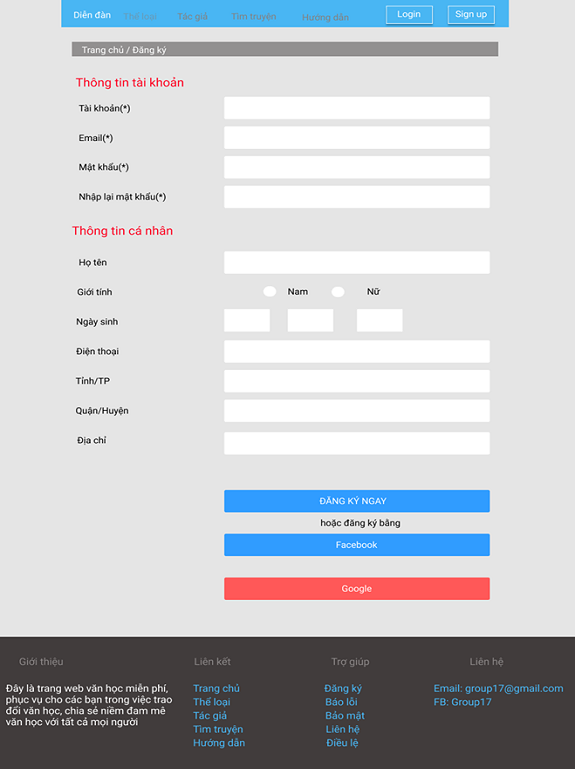 Diễn đàn Thể loại Tác giả Tìm truyện Hướng dẫn Login Sign up
Trang chủ / Đăng ký
Thông tin tài khoản
Tài khoản(*)
Email(*)
Mật khẩu(*)
Nhập lại mật khẩu(*)
Thông tin cá nhân
Họ tên
Giới tính Nam Nữ
Ngày sinh
Điện thoại
Tỉnh/TP
Quận/Huyện
Địa chỉ
ĐĂNG KÝ NGAY
hoặc đăng ký bằng
Facebook
Google
Giới thiệu
Đây là trang web văn học miễn phí,
phục vụ cho các bạn trong việc trao
đổi văn học, chia sẻ niềm đam mê
văn học với tất cả mọi người
Liên kết
Trang chủ
Thể loại
Tác giả
Tìm truyện
Hướng dẫn
Trợ giúp
Đăng ký
Báo lỗi
Bảo mật
Liên hệ
Điều lệ
Liên hệ
Email: group17@gmail.com
FB: Group17